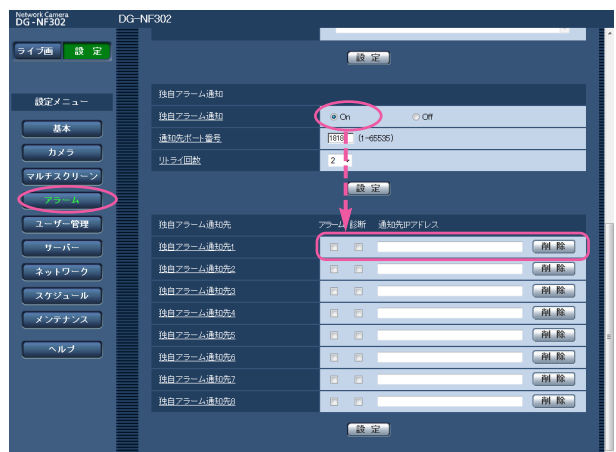 Network Camera
DG-NF302
DG-NF302
ライブ画
設 定
設定メニュー
基本
カメラ
マルチスクリーン
アラーム
ユーザー管理
サーバー
ネットワーク
スケジュール
メンテナンス
ヘルプ
設 定
独自アラーム通知
独自アラーム通知 On Off
通知先ポート番号 1818 (1-65535)
リトライ回数 2
設 定
独自アラーム通知先 アラーム 診断 通知先IPアドレス
独自アラーム通知先1 削 除
独自アラーム通知先2 削 除
独自アラーム通知先3 削 除
独自アラーム通知先4 削 除
独自アラーム通知先5 削 除
独自アラーム通知先6 削 除
独自アラーム通知先7 削 除
独自アラーム通知先8 削 除
設 定